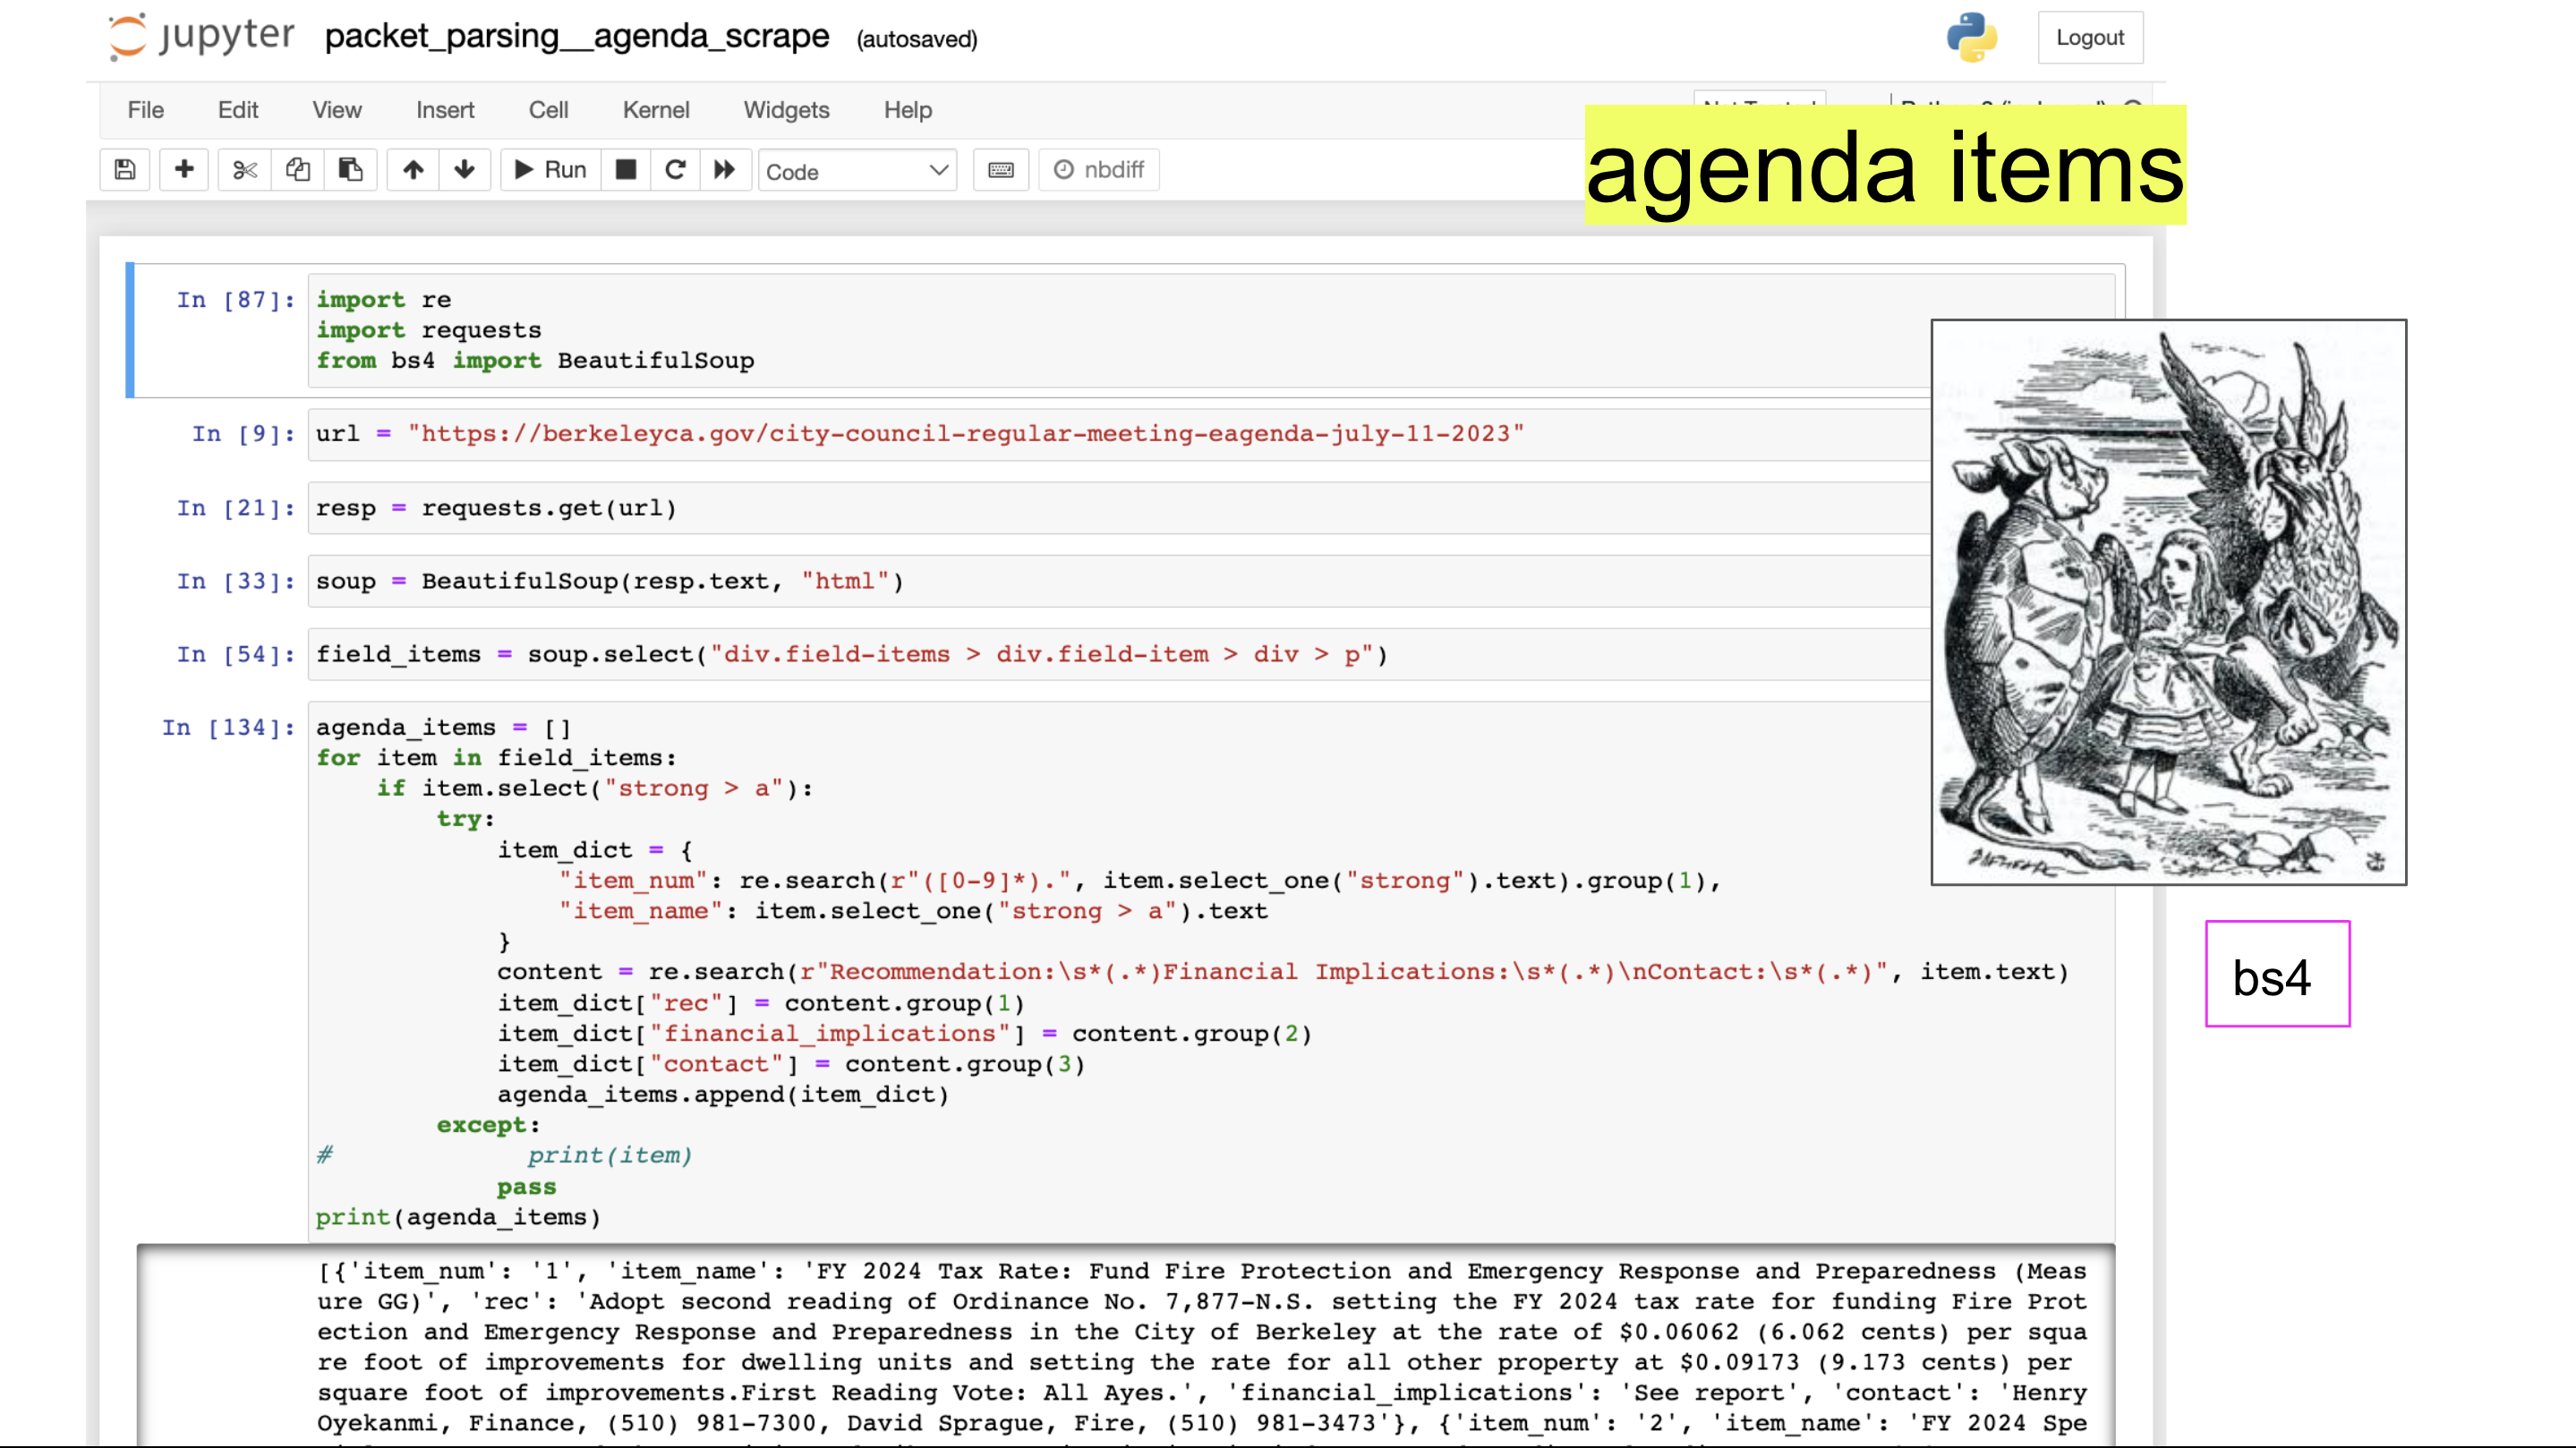 jupyter packet_parsing__agenda_scrape (autosaved) Logout
File Edit View Insert Cell Kernel Widgets Help
Run Code nbdiff
agenda items
In [87]: import re
import requests
from bs4 import BeautifulSoup
In [9]: url = "https://berkeleyca.gov/city-council-regular-meeting-eagenda-july-11-2023"
In [21]: resp = requests.get(url)
In [33]: soup = BeautifulSoup(resp.text, "html")
In [54]: field_items = soup.select("div.field-items > div.field-item > div > p")
In [134]: agenda_items = []
for item in field_items:
    if item.select("strong > a"):
        try:
            item_dict = {
                "item_num": re.search(r"([0-9]*).", item.select_one("strong").text).group(1),
                "item_name": item.select_one("strong > a").text
            }
            content = re.search(r"Recommendation:\s*(.*)Financial Implications:\s*(.*)\nContact:\s*(.*)", item.text)
            item_dict["rec"] = content.group(1)
            item_dict["financial_implications"] = content.group(2)
            item_dict["contact"] = content.group(3)
            agenda_items.append(item_dict)
        except:
#             print(item)
            pass
print(agenda_items)
bs4
[{'item_num': '1', 'item_name': 'FY 2024 Tax Rate: Fund Fire Protection and Emergency Response and Preparedness (Meas
ure GG)', 'rec': 'Adopt second reading of Ordinance No. 7,877-N.S. setting the FY 2024 tax rate for funding Fire Prot
ection and Emergency Response and Preparedness in the City of Berkeley at the rate of $0.06062 (6.062 cents) per squa
re foot of improvements for dwelling units and setting the rate for all other property at $0.09173 (9.173 cents) per
square foot of improvements.First Reading Vote: All Ayes.', 'financial_implications': 'See report', 'contact': 'Henry
Oyekanmi, Finance, (510) 981-7300, David Sprague, Fire, (510) 981-3473'}, {'item_num': '2', 'item_name': 'FY 2024 Spe